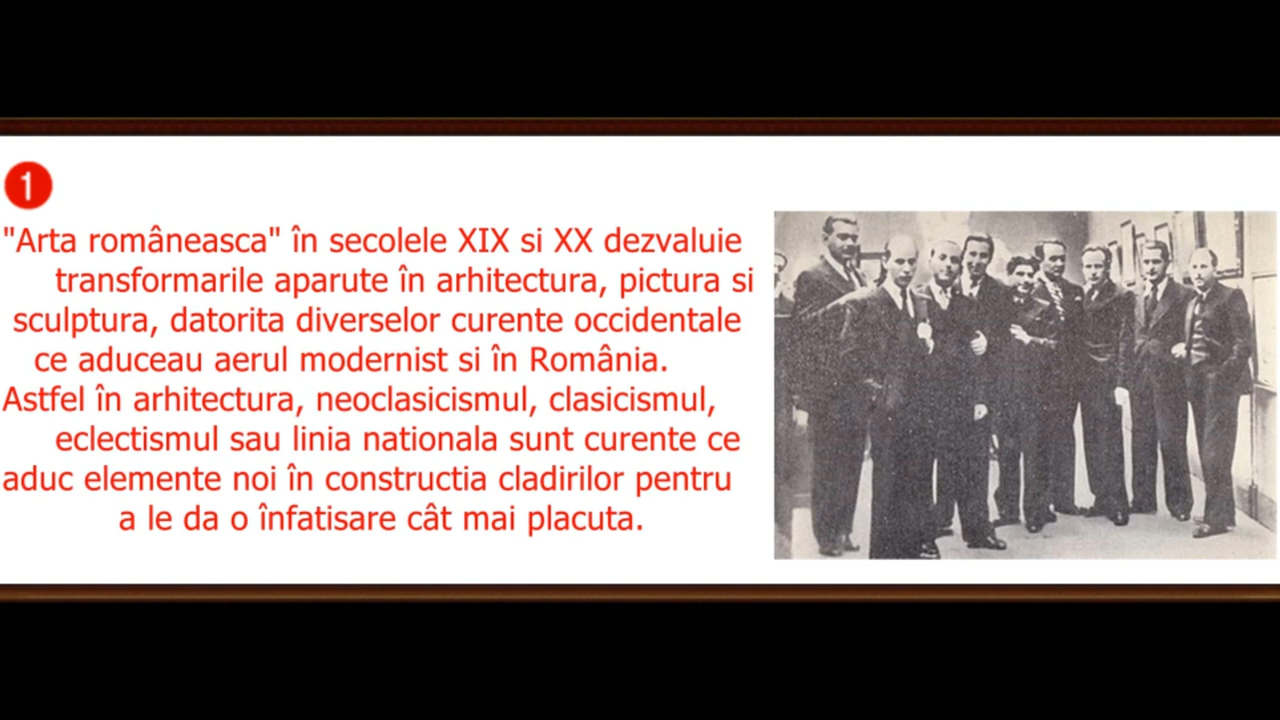 1
"Arta româneasca" în secolele XIX si XX dezvaluie
transformarile aparute în arhitectura, pictura si
sculptura, datorita diverselor curente occidentale
ce aduceau aerul modernist si în România.
Astfel în arhitectura, neoclasicismul, clasicismul,
eclectismul sau linia nationala sunt curente ce
aduc elemente noi în constructia cladirilor pentru
a le da o înfatisare cât mai placuta.